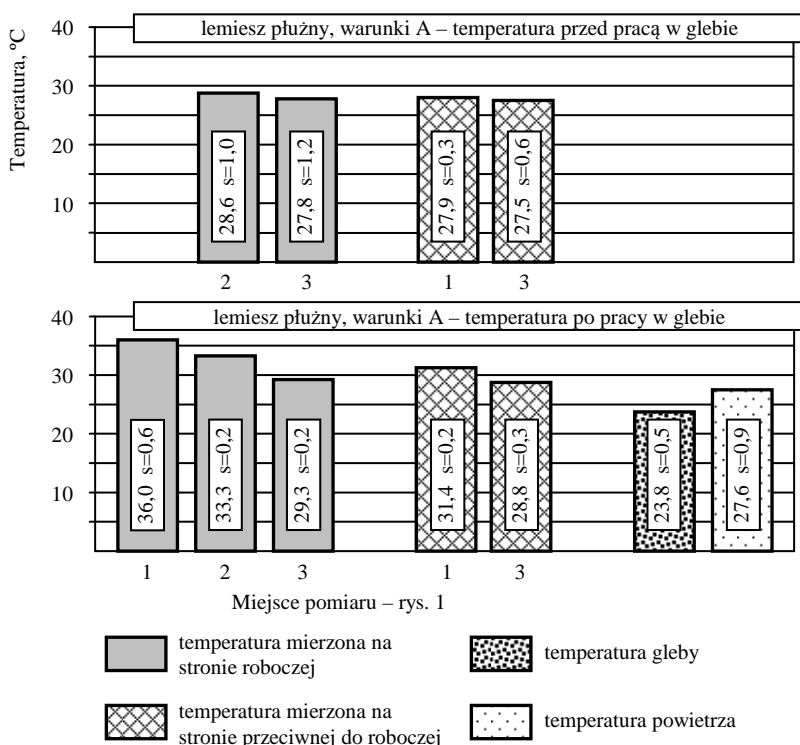 lemiesz płużny, warunki A – temperatura przed pracą w glebie
Temperatura, ºC
40
30
20
10
28,6 s=1,0
27,8 s=1,2
27,9 s=0,3
27,5 s=0,6
2 3 1 3
lemiesz płużny, warunki A – temperatura po pracy w glebie
40
30
20
10
36,0 s=0,6
33,3 s=0,2
29,3 s=0,2
31,4 s=0,2
28,8 s=0,3
23,8 s=0,5
27,6 s=0,9
1 2 3 1 3
Miejsce pomiaru – rys. 1
temperatura mierzona na
stronie roboczej
temperatura gleby
temperatura mierzona na
stronie przeciwnej do roboczej
temperatura powietrza